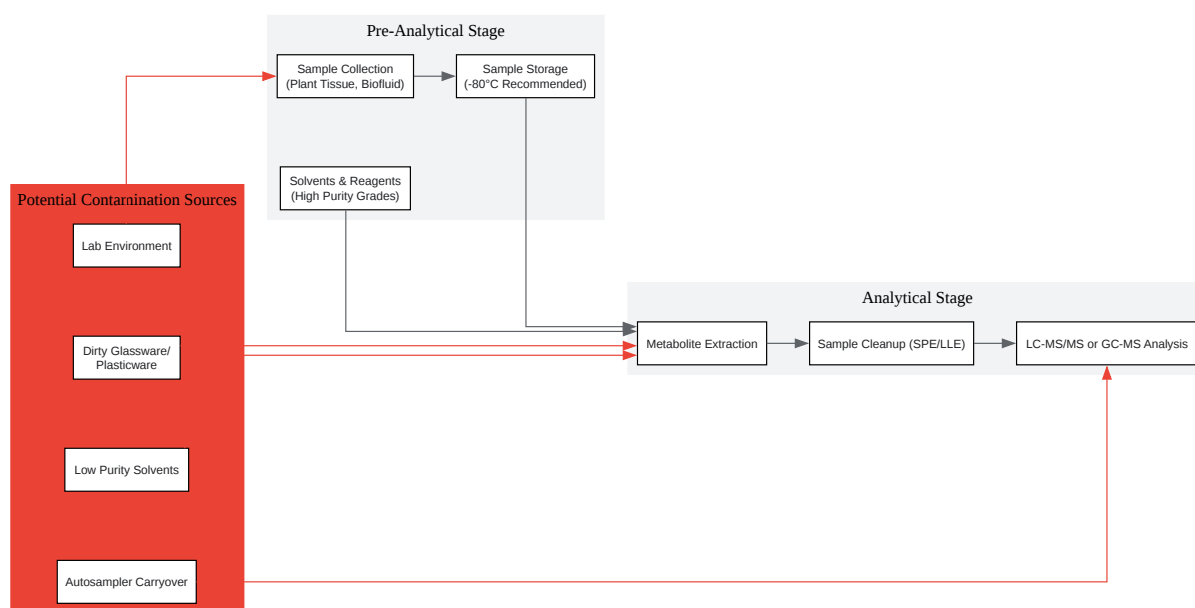 Pre-Analytical Stage
Sample Collection
(Plant Tissue, Biofluid)
Sample Storage
(-80°C Recommended)
Solvents & Reagents
(High Purity Grades)
Potential Contamination Sources
Lab Environment
Dirty Glassware/
Plasticware
Low Purity Solvents
Autosampler Carryover
Analytical Stage
Metabolite Extraction
Sample Cleanup (SPE/LLE)
LC-MS/MS or GC-MS Analysis